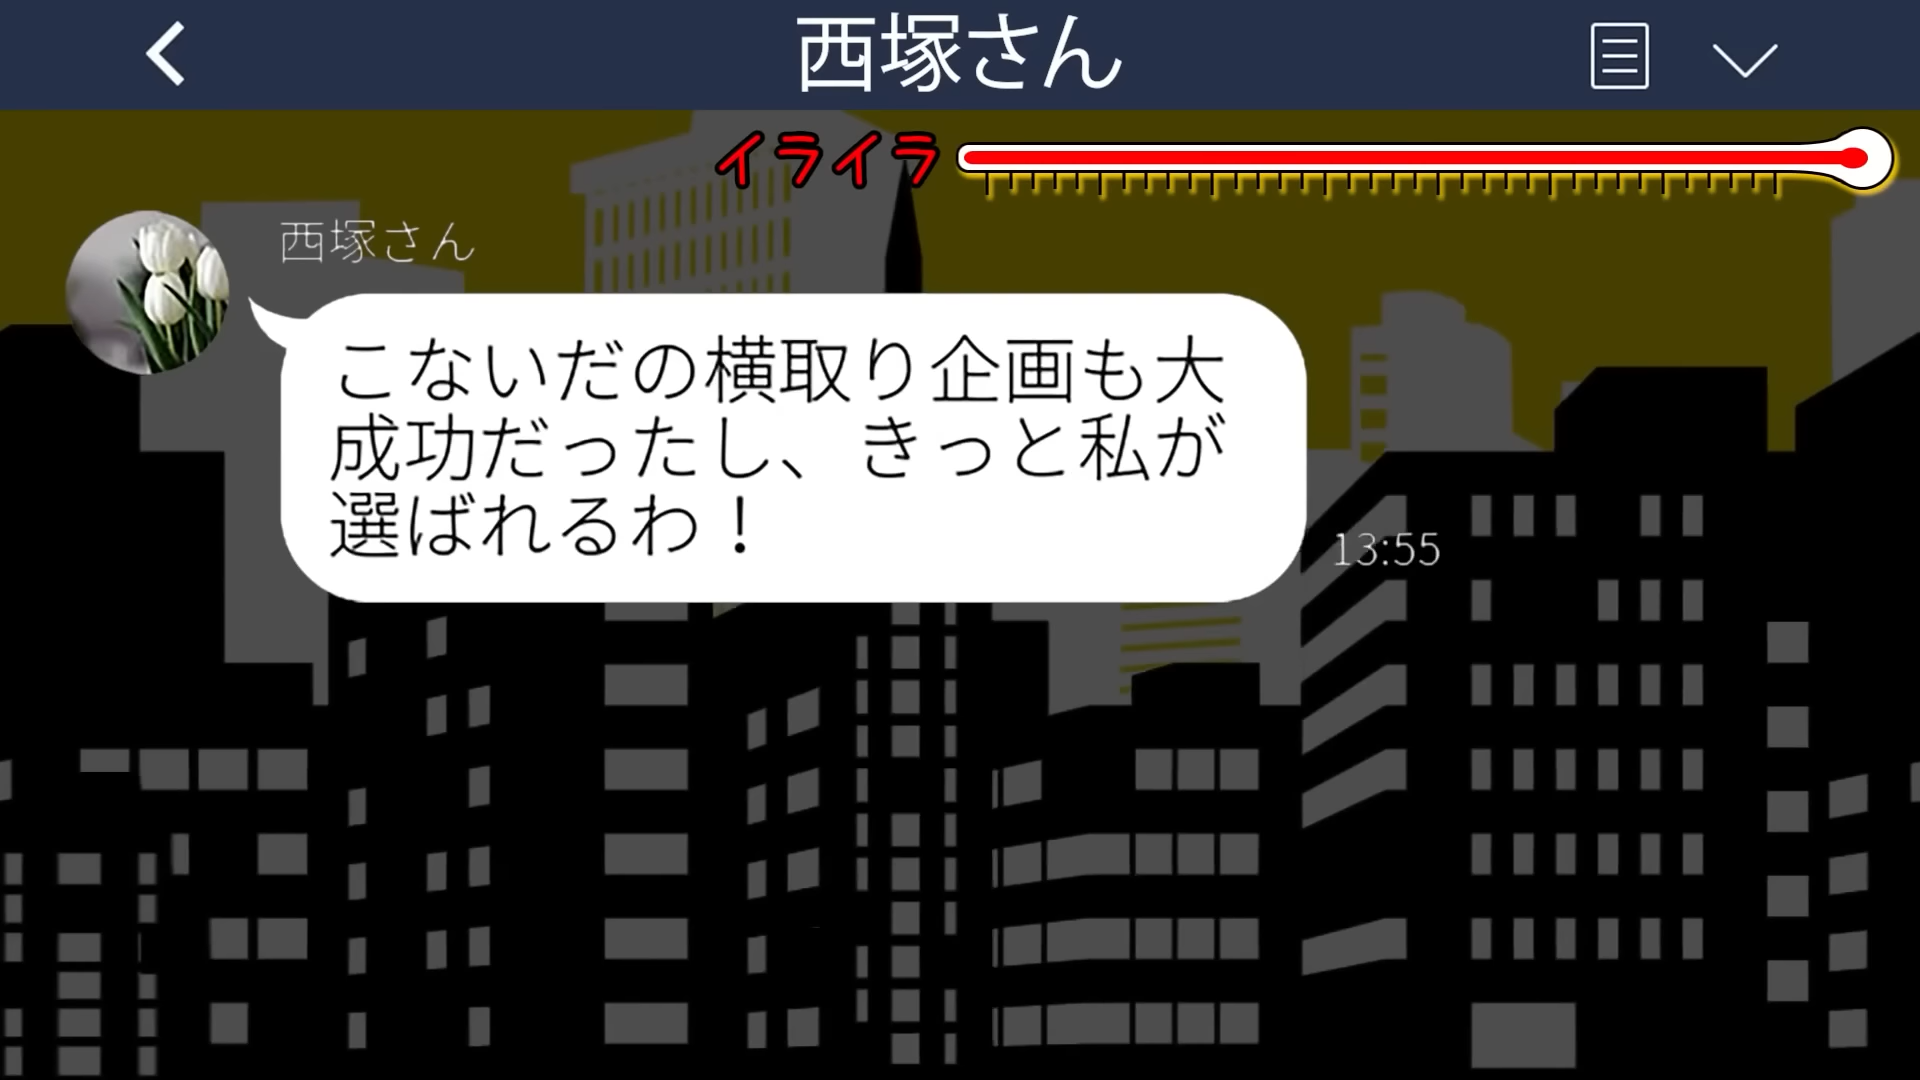 西塚さん
イライラ
西塚さん
こないだの横取り企画も大
成功だったし、きっと私が
選ばれるわ！
13:55